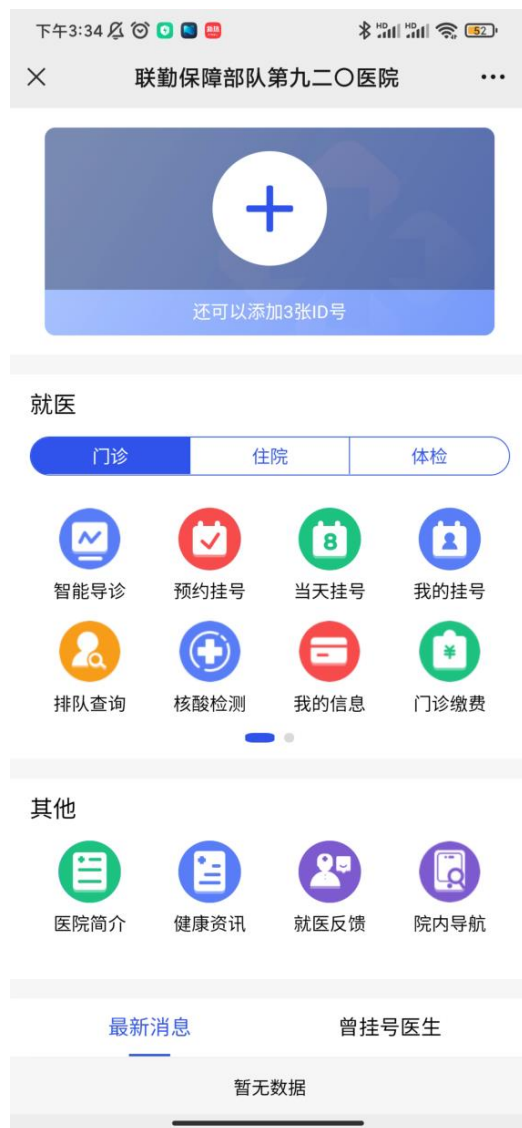 下午3:34
HD
HD
52
联勤保障部队第九二〇医院
还可以添加3张ID号
就医
门诊 住院 体检
8
智能导诊 预约挂号 当天挂号 我的挂号
¥
排队查询 核酸检测 我的信息 门诊缴费
其他
医院简介 健康资讯 就医反馈 院内导航
最新消息 曾挂号医生
暂无数据